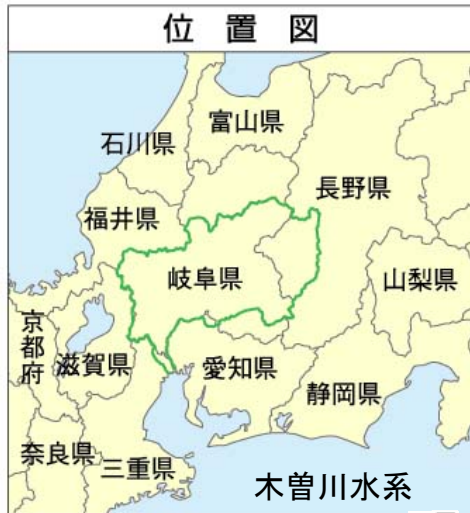 位置図
富山県
石川県
長野県
福井県
岐阜県
山梨県
京都府
滋賀県
愛知県
静岡県
奈良県
三重県
木曽川水系